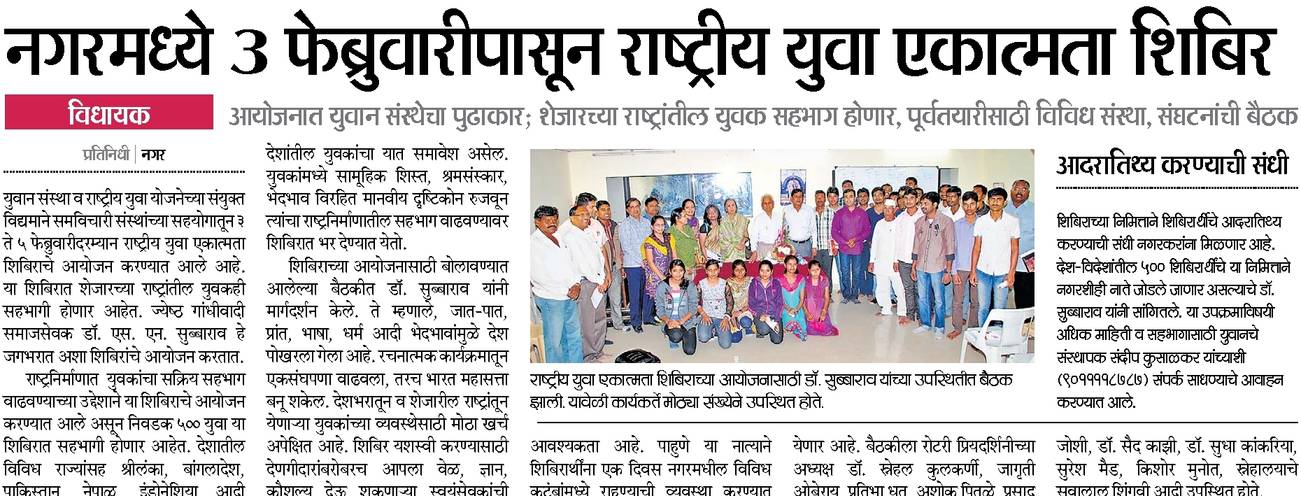 नगरमध्ये 3 फेब्रुवारीपासून राष्ट्रीय युवा एकात्मता शिबिर
विधायक
आयोजनात युवान संस्थेचा पुढाकार; शेजारच्या राष्ट्रांतील युवक सहभाग होणार, पूर्वतयारीसाठी विविध संस्था, संघटनांची बैठक
प्रतिनिधी | नगर
युवान संस्था व राष्ट्रीय युवा योजनेच्या संयुक्त
विद्यमाने समविचारी संस्थांच्या सहयोगातून ३
ते ५ फेब्रुवारीदरम्यान राष्ट्रीय युवा एकात्मता
शिबिराचे आयोजन करण्यात आले आहे.
या शिबिरात शेजारच्या राष्ट्रांतील युवकही
सहभागी होणार आहेत. ज्येष्ठ गांधीवादी
समाजसेवक डॉ. एस. एन. सुब्बाराव हे
जगभरात अशा शिबिरांचे आयोजन करतात.
राष्ट्रनिर्माणात युवकांचा सक्रिय सहभाग
वाढवण्याच्या उद्देशाने या शिबिराचे आयोजन
करण्यात आले असून निवडक ५०० युवा या
शिबिरात सहभागी होणार आहेत. देशातील
विविध राज्यांसह श्रीलंका, बांगलादेश,
पाकिस्तान, नेपाळ, इंडोनेशिया आदी
देशांतील युवकांचा यात समावेश असेल.
युवकांमध्ये सामूहिक शिस्त, श्रमसंस्कार,
भेदभाव विरहित मानवीय दृष्टिकोन रुजवून
त्यांचा राष्ट्रनिर्माणातील सहभाग वाढवण्यावर
शिबिरात भर देण्यात येतो.
शिबिराच्या आयोजनासाठी बोलावण्यात
आलेल्या बैठकीत डॉ. सुब्बाराव यांनी
मार्गदर्शन केले. ते म्हणाले, जात-पात,
प्रांत, भाषा, धर्म आदी भेदभावांमुळे देश
पोखरला गेला आहे. रचनात्मक कार्यक्रमातून
एकसंघपणा वाढवला, तरच भारत महासत्ता
बनू शकेल. देशभरातून व शेजारील राष्ट्रांतून
येणाऱ्या युवकांच्या व्यवस्थेसाठी मोठा खर्च
अपेक्षित आहे. शिबिर यशस्वी करण्यासाठी
देणगीदारांबरोबरच आपला वेळ, ज्ञान,
कौशल्य देऊ शकणाऱ्या स्वयंसेवकांची
राष्ट्रीय युवा एकात्मता शिबिराच्या आयोजनासाठी डॉ. सुब्बाराव यांच्या उपस्थितीत बैठक
झाली. यावेळी कार्यकर्ते मोठ्या संख्येने उपस्थित होते.
आवश्यकता आहे. पाहुणे या नात्याने
शिबिरार्थींना एक दिवस नगरमधील विविध
कुटुंबांमध्ये राहण्याची व्यवस्था करण्यात
येणार आहे. बैठकीला रोटरी प्रियदर्शिनीच्या
अध्यक्ष डॉ. स्नेहल कुलकर्णी, जागृती
ओबेरॉय, प्रतिभा धूत, अशोक पितळे, प्रसाद
आदरातिथ्य करण्याची संधी
शिबिराच्या निमित्ताने शिबिरार्थींचे आदरातिथ्य
करण्याची संधी नगरकरांना मिळणार आहे.
देश-विदेशांतील ५०० शिबिरार्थींचे या निमित्ताने
नगरशीही नाते जोडले जाणार असल्याचे डॉ.
सुब्बाराव यांनी सांगितले. या उपक्रमाविषयी
अधिक माहिती व सहभागासाठी युवानचे
संस्थापक संदीप कुसाळकर यांच्याशी
(९०११११८७८७) संपर्क साधण्याचे आवाहन
करण्यात आले.
जोशी, डॉ. सैद काझी, डॉ. सुधा कांकरिया,
सुरेश मैड, किशोर मुनोत, स्नेहालयाचे
सुवालाल शिंगवी आदी उपस्थित होते.